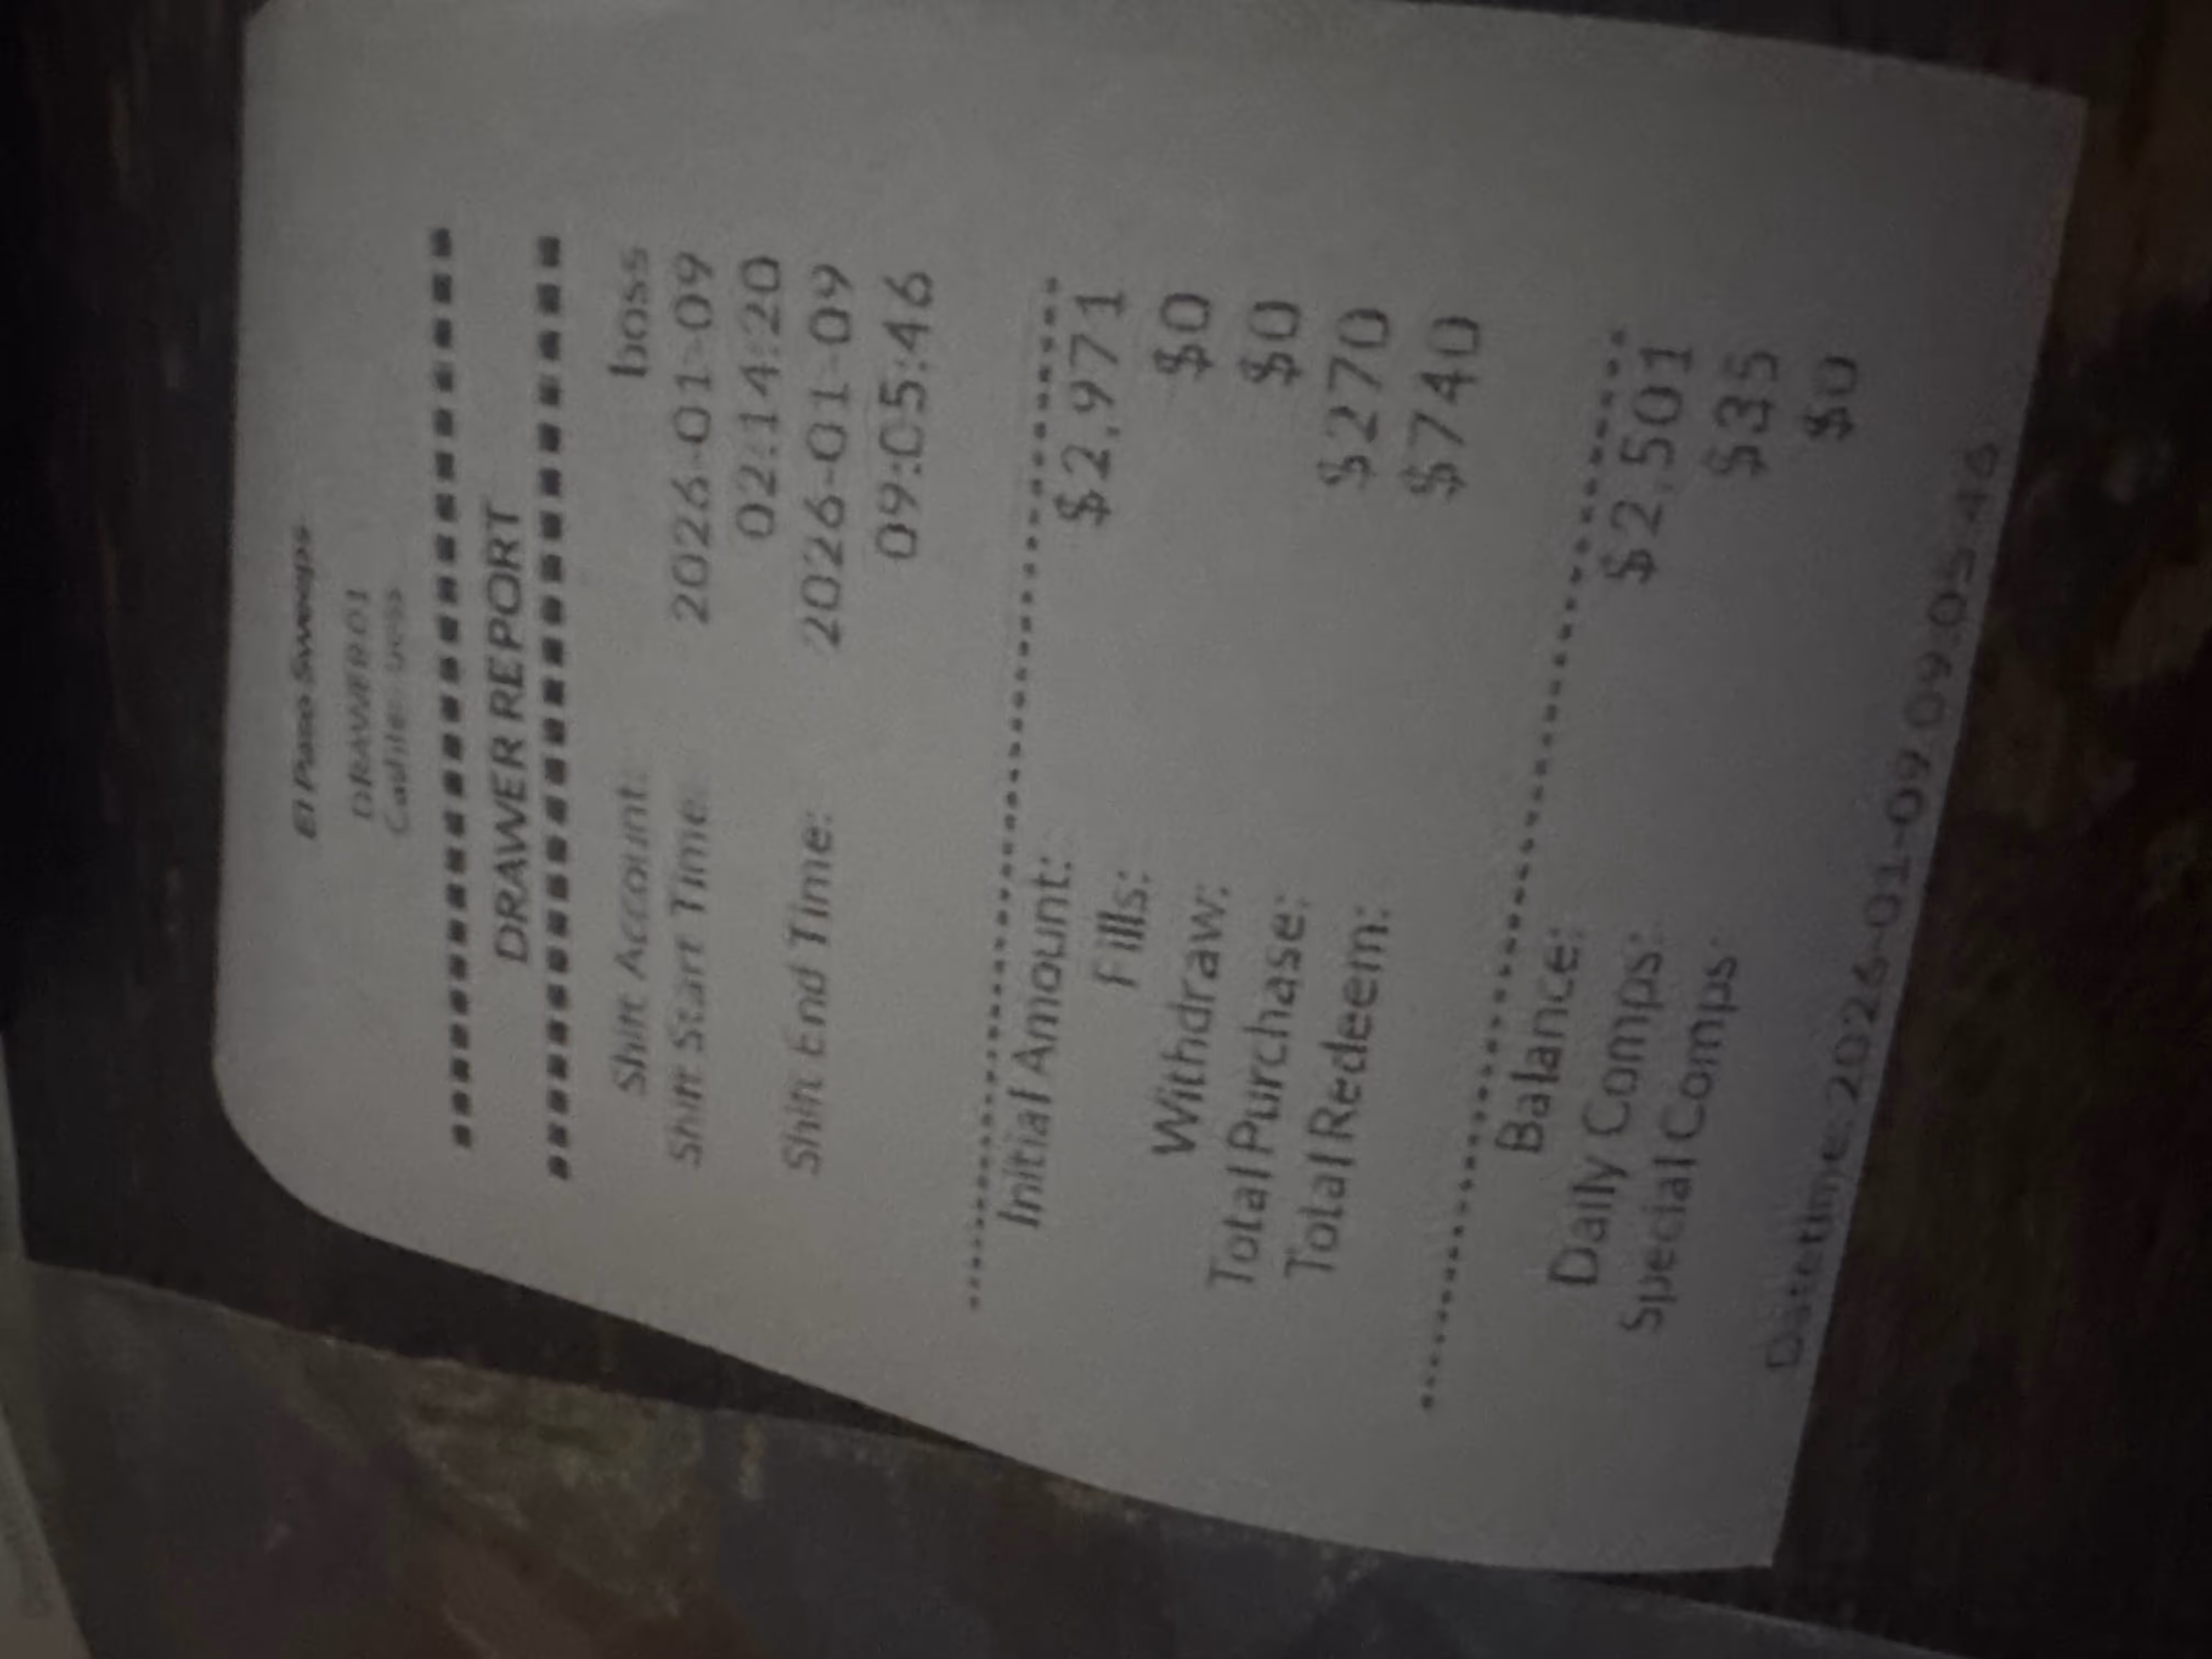 El Paso Sweeps
DRAWER 01
DRAWER REPORT
Shift Account: boss
Shift Start Time: 2026-01-09
02:14:20
Shift End Time: 2026-01-09
09:05:46
Initial Amount: $2,971
Fills: $0
Withdraw: $0
Total Purchase: $270
Total Redeem: $740
Balance: $2,501
Daily Comps: $35
Special Comps: $0
Datetime: 2026-01-09 09:05:46